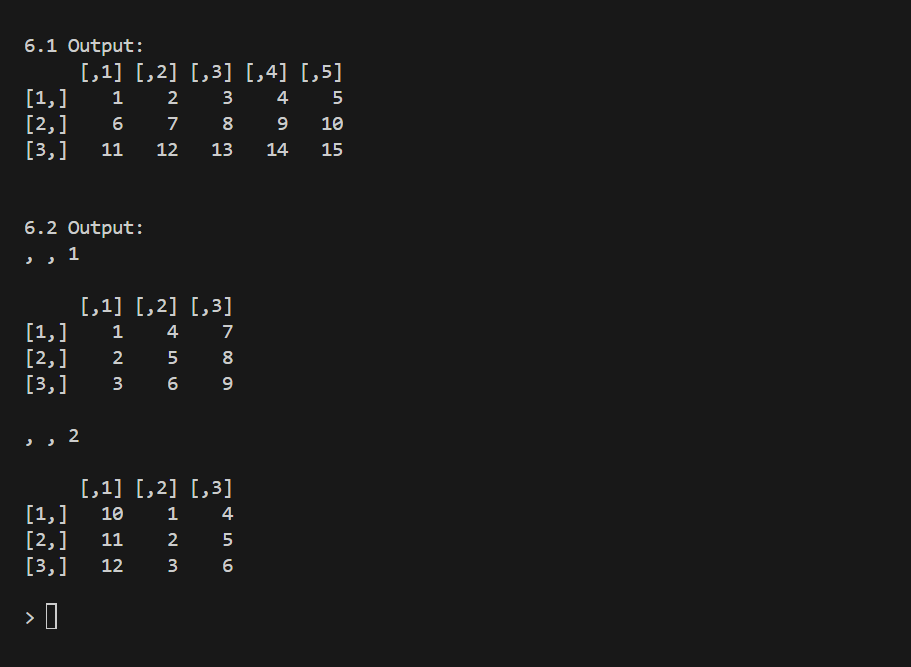 6.1 Output:
     [,1] [,2] [,3] [,4] [,5]
[1,]    1    2    3    4    5
[2,]    6    7    8    9   10
[3,]   11   12   13   14   15
6.2 Output:
, , 1
     [,1] [,2] [,3]
[1,]    1    4    7
[2,]    2    5    8
[3,]    3    6    9
, , 2
     [,1] [,2] [,3]
[1,]   10    1    4
[2,]   11    2    5
[3,]   12    3    6
>